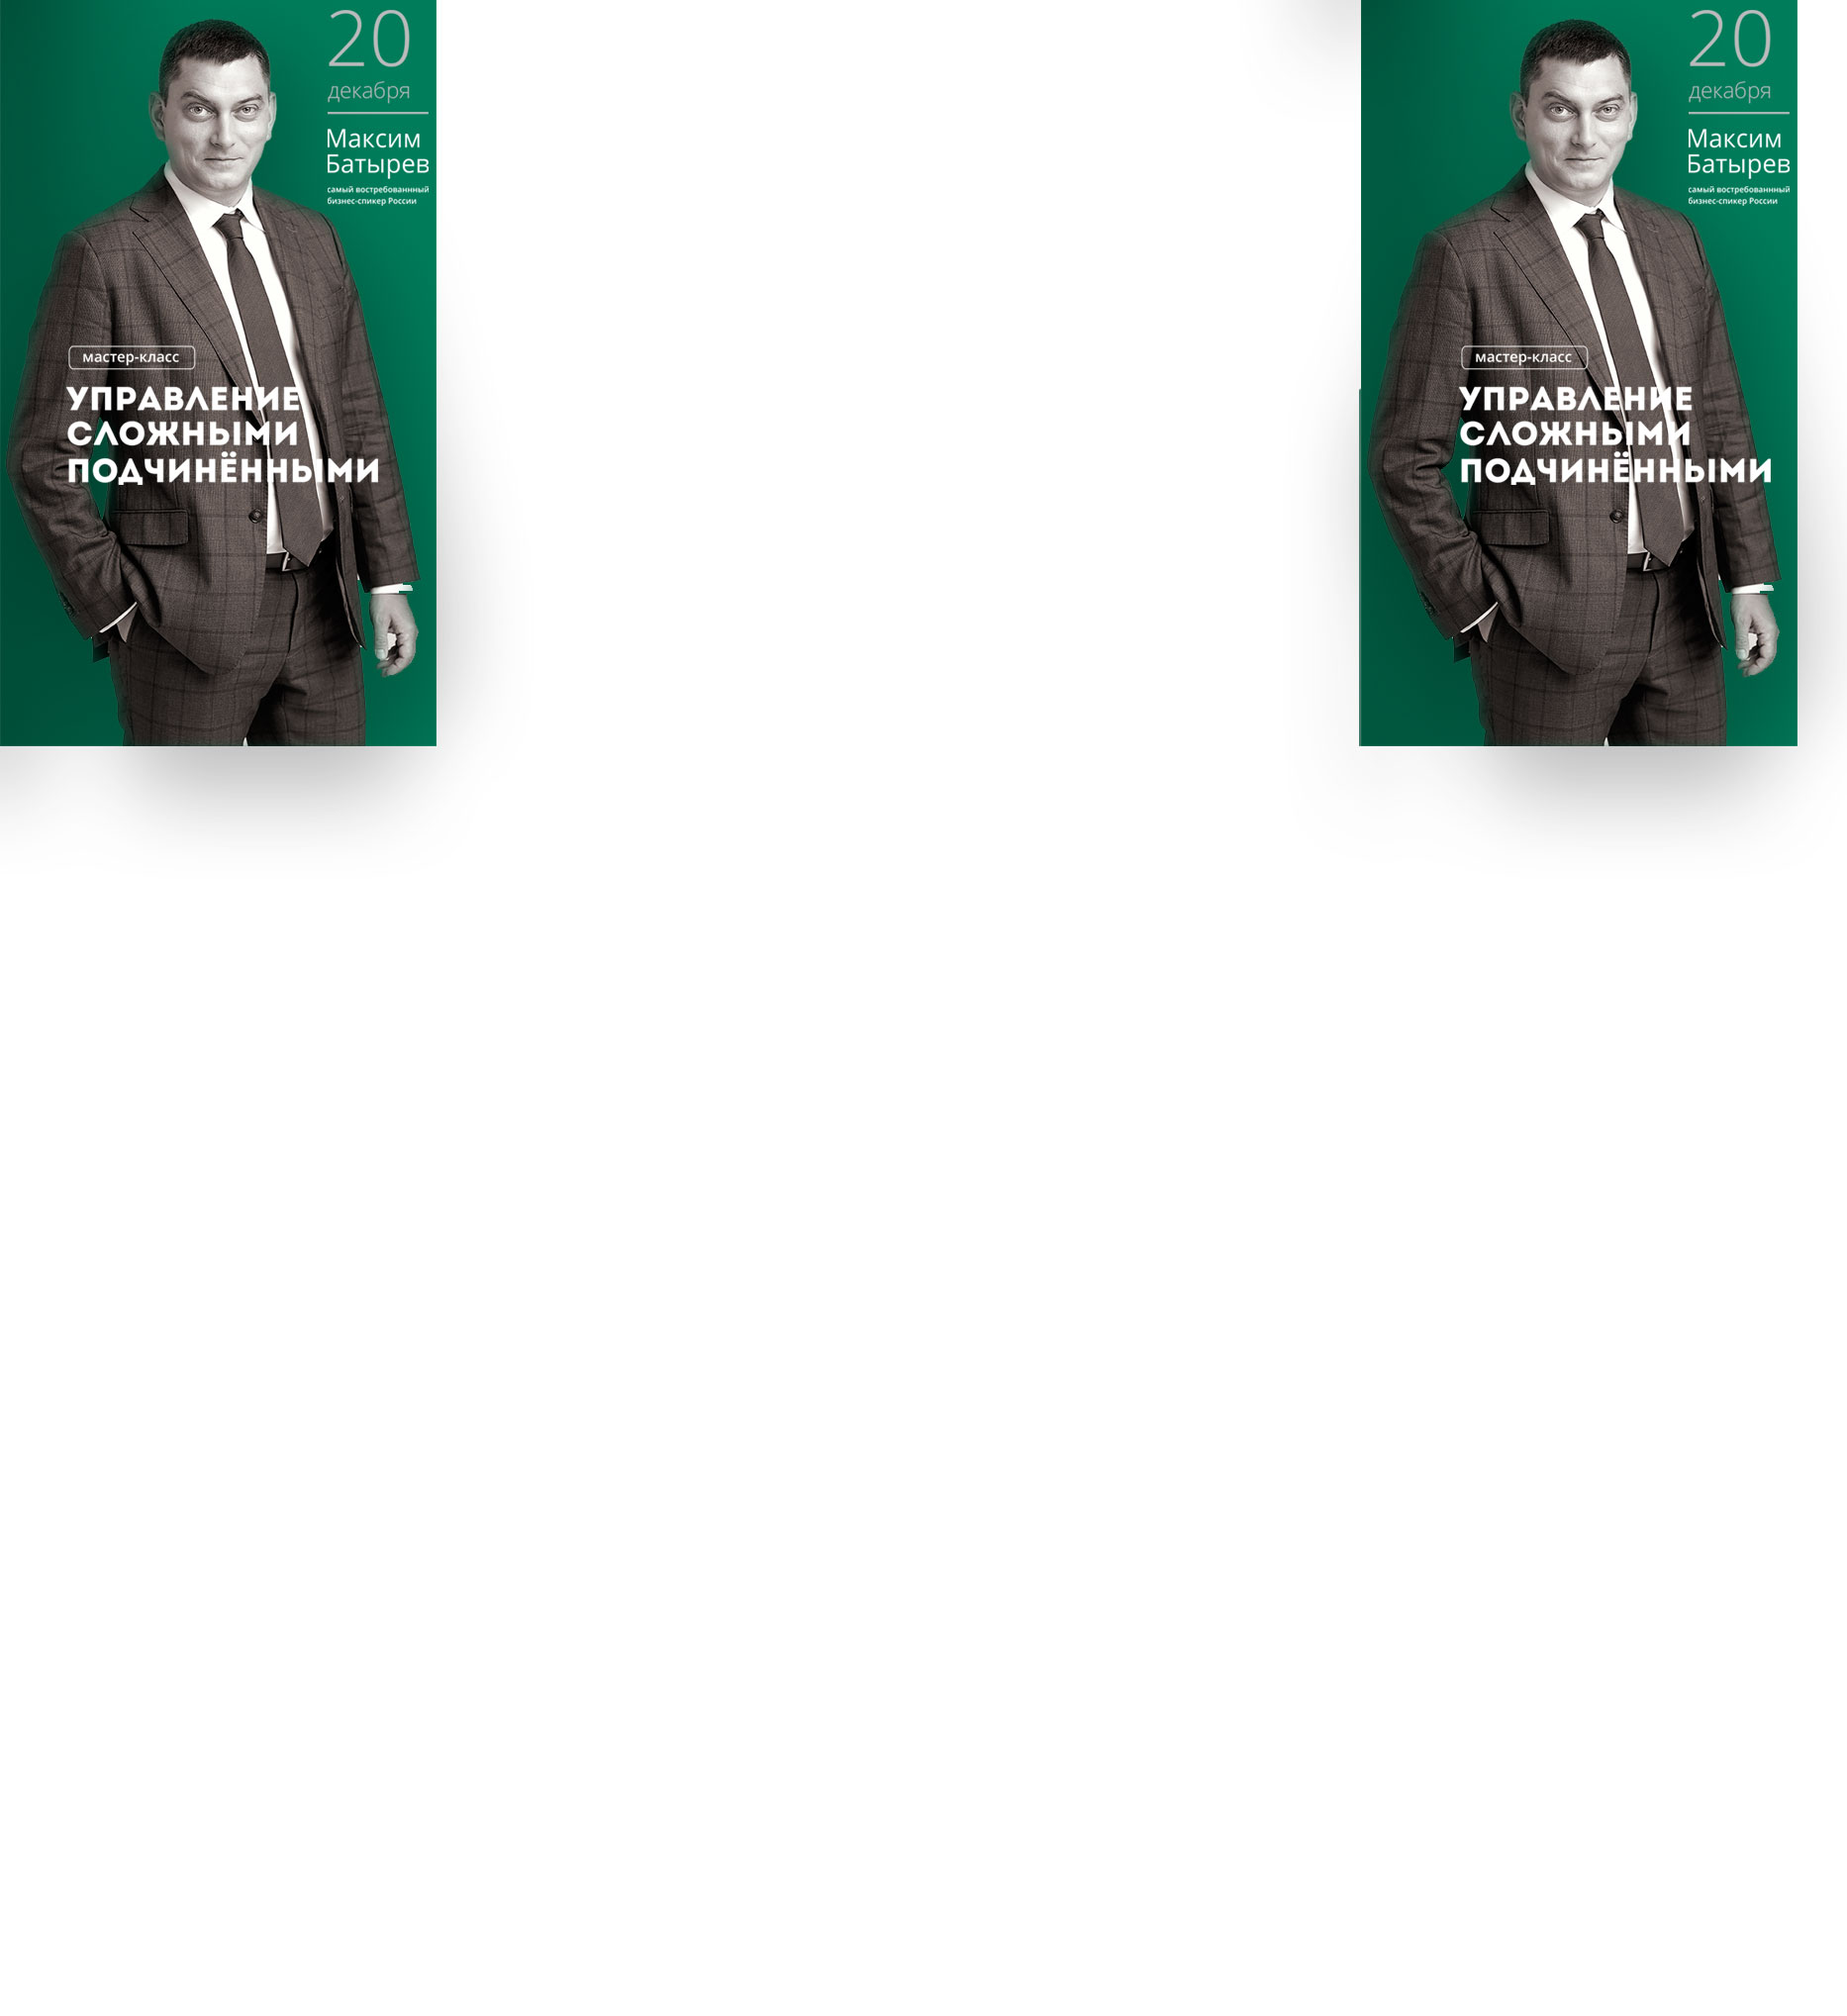 20
декабря
Максим
Батырев
самый востребованнный
бизнес-спикер России
мастер-класс
УПРАВЛЕНИЕ
СЛОЖНЫМИ
ПОДЧИНЁННЫМИ
20
декабря
Максим
Батырев
самый востребованнный
бизнес-спикер России
мастер-класс
УПРАВЛЕНИЕ
СЛОЖНЫМИ
ПОДЧИНЁННЫМИ